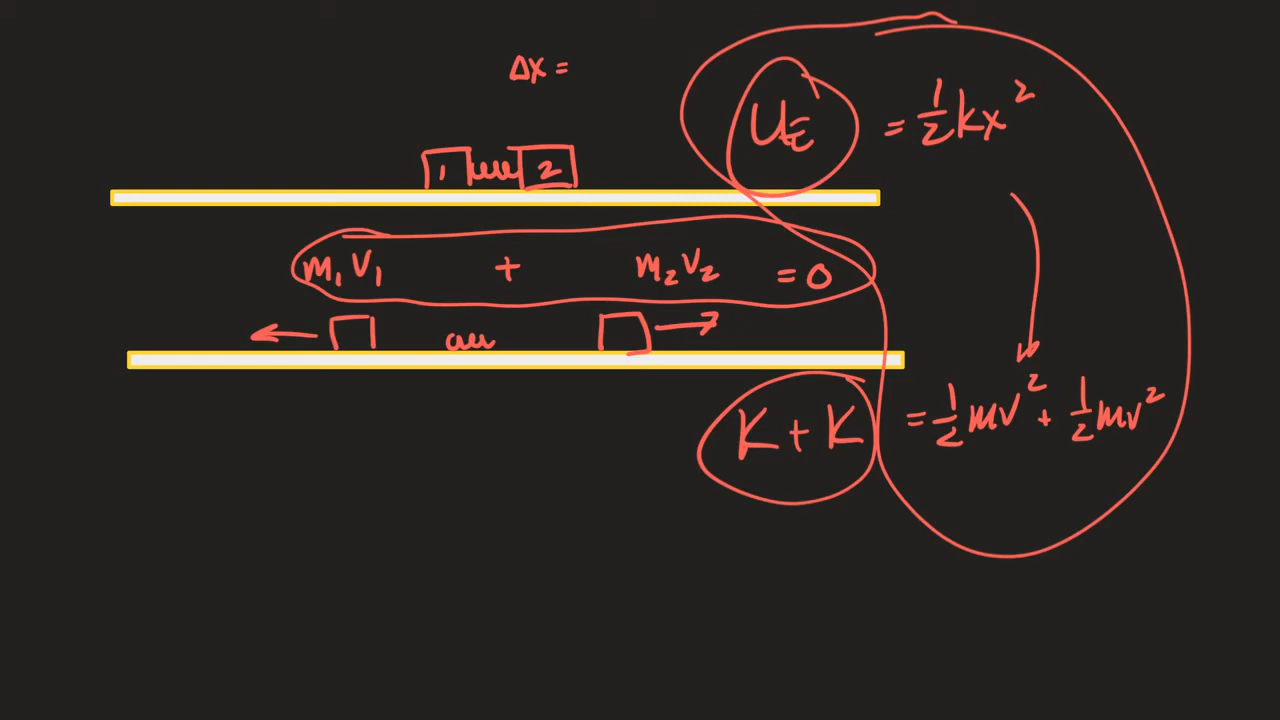 Δx =
U_E = ½kx²
1 2
m₁v₁ + m₂v₂ = 0
K + K = ½mv² + ½mv²